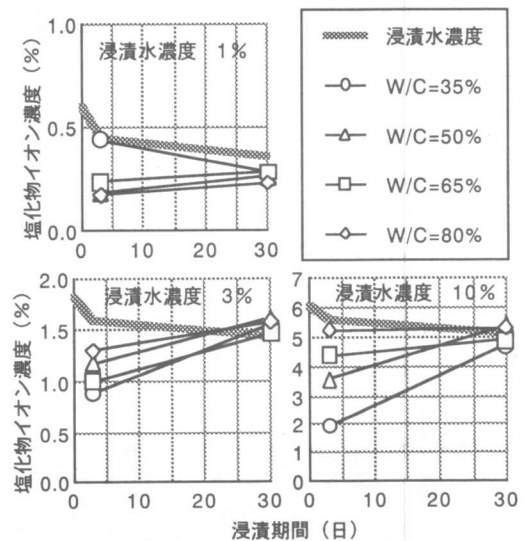 塩化物イオン濃度（%）
1.0
0.5
0.0
浸漬水濃度 1%
0 10 20 30
浸漬水濃度
W/C=35%
W/C=50%
W/C=65%
W/C=80%
塩化物イオン濃度（%）
2.0
1.5
1.0
0.5
浸漬水濃度 3%
0 10 20 30
7
6
5
4
3
2
1
0
浸漬水濃度 10%
0 10 20 30
浸漬期間（日）